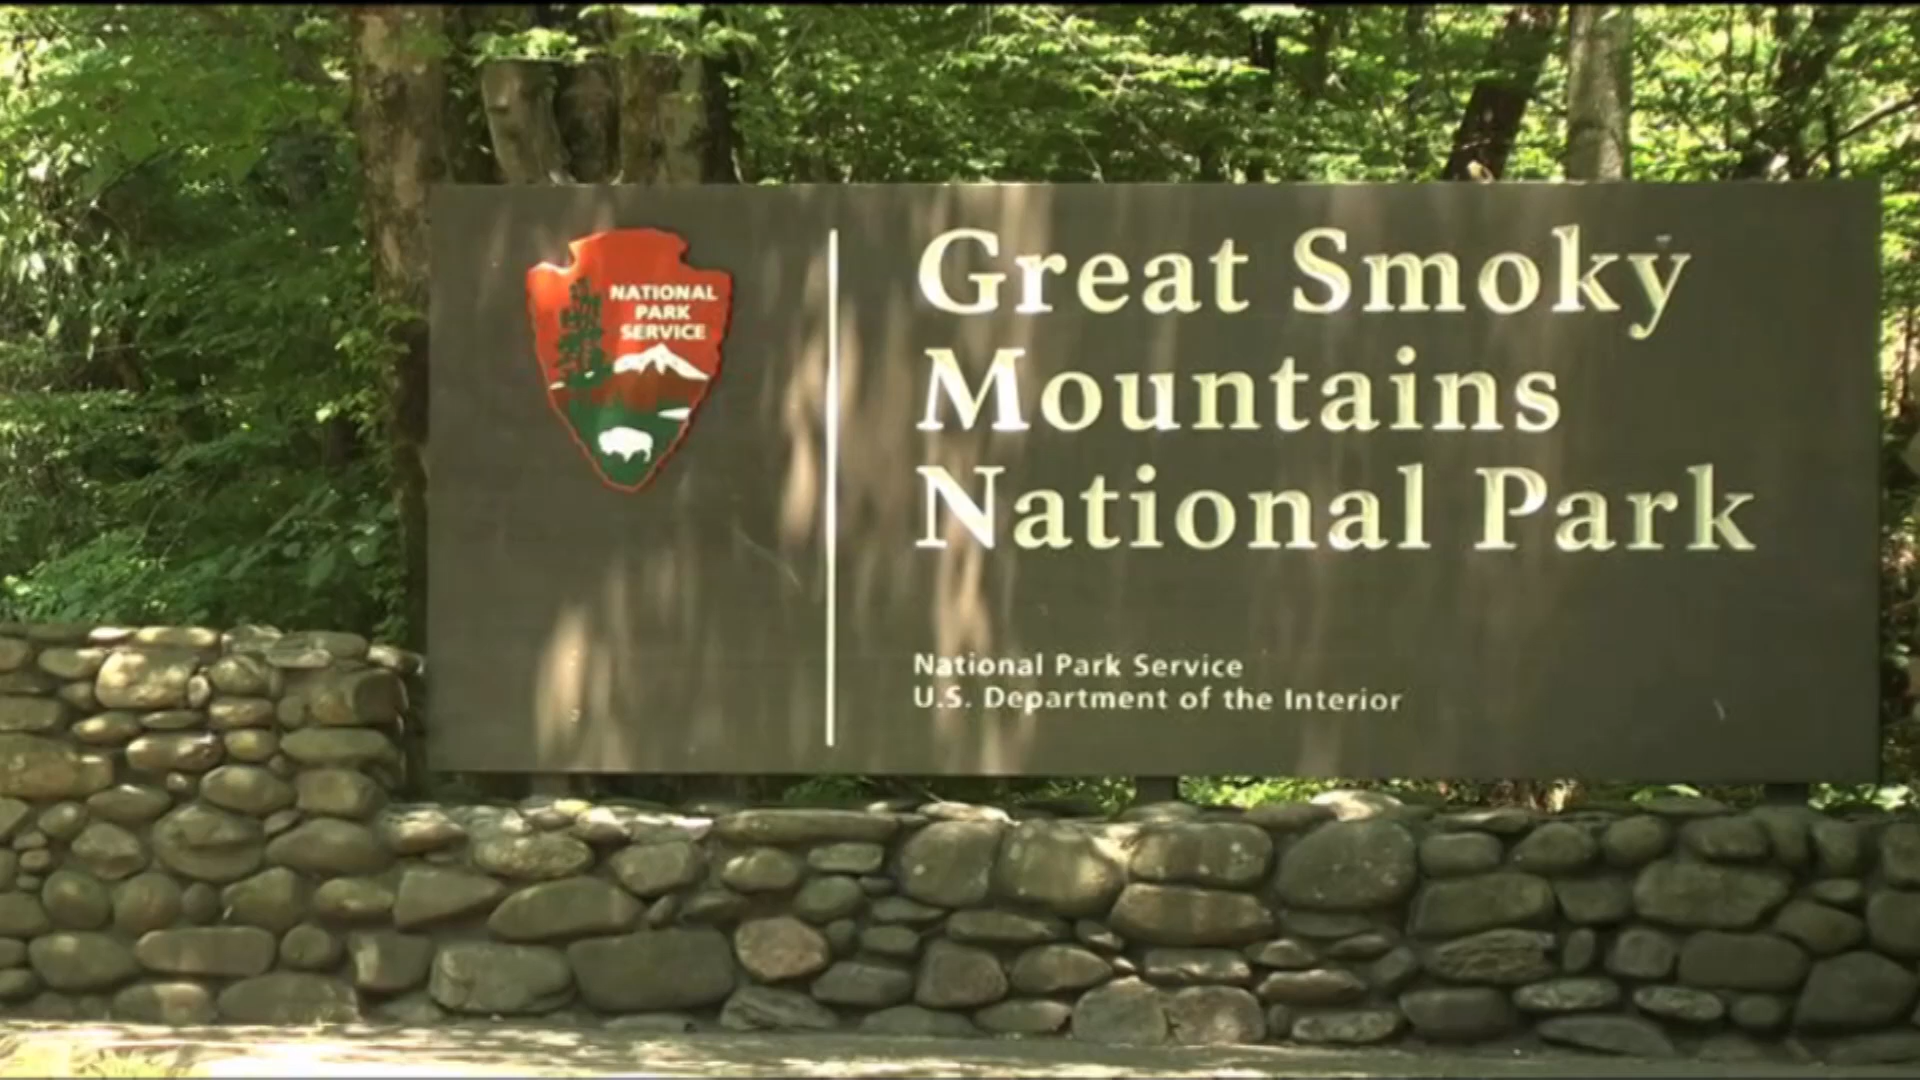 NATIONAL
PARK
SERVICE
Great Smoky
Mountains
National Park
National Park Service
U.S. Department of the Interior